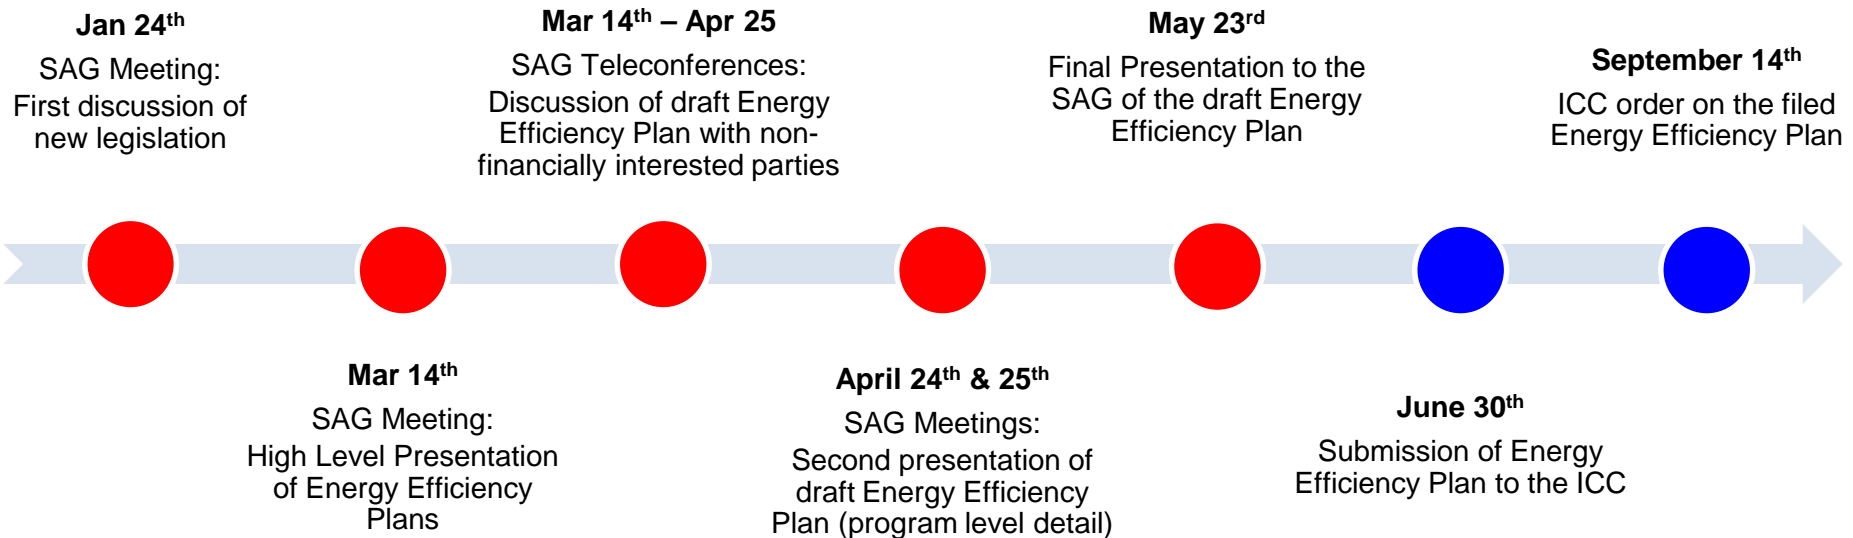 Jan 24th
SAG Meeting:
First discussion of
new legislation
Mar 14th
SAG Meeting:
High Level Presentation
of Energy Efficiency
Plans
Mar 14th – Apr 25
SAG Teleconferences:
Discussion of draft Energy
Efficiency Plan with non-
financially interested parties
April 24th & 25th
SAG Meetings:
Second presentation of
draft Energy Efficiency
Plan (program level detail)
May 23rd
Final Presentation to the
SAG of the draft Energy
Efficiency Plan
June 30th
Submission of Energy
Efficiency Plan to the ICC
September 14th
ICC order on the filed
Energy Efficiency Plan